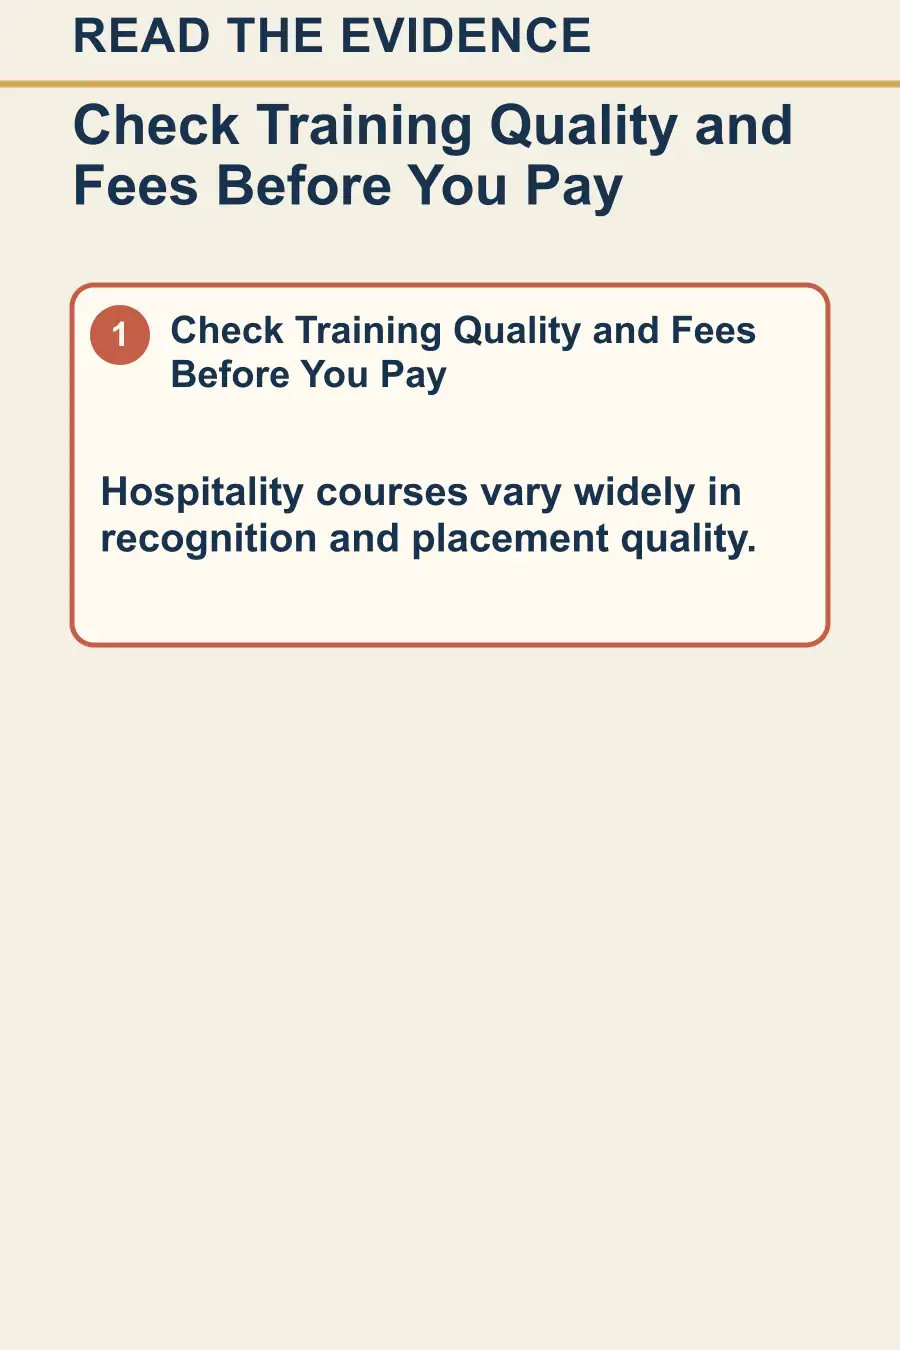 READ THE EVIDENCE
Check Training Quality and
Fees Before You Pay
1
Check Training Quality and Fees
Before You Pay
Hospitality courses vary widely in
recognition and placement quality.